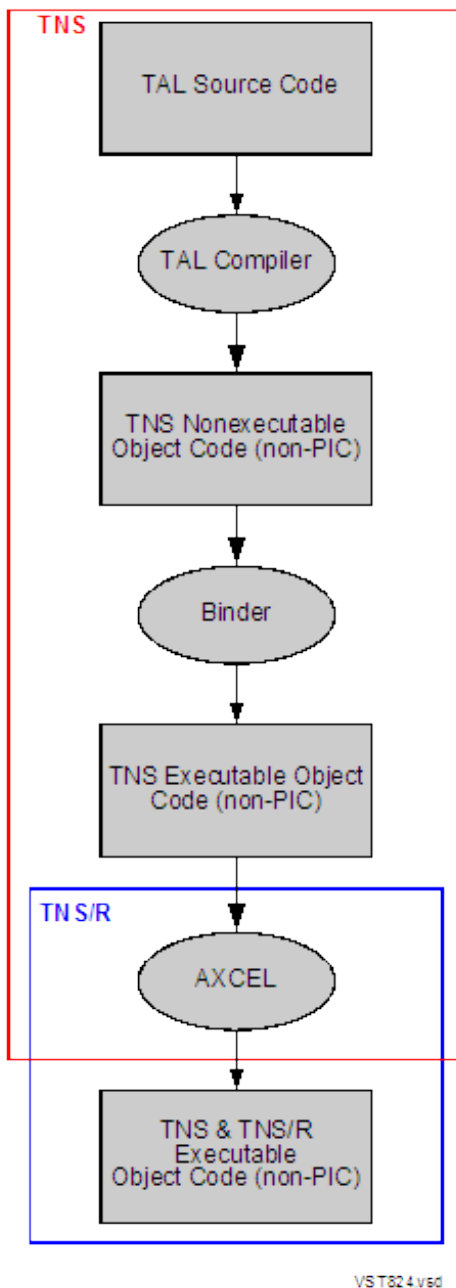 TNS
TAL Source Code
TAL Compiler
TNS Nonexecutable
Object Code (non-PIC)
Binder
TNS Executable Object
Code (non-PIC)
TNS/R
AXCEL
TNS & TNS/R
Executable
Object Code (non-PIC)
VST824.vsd